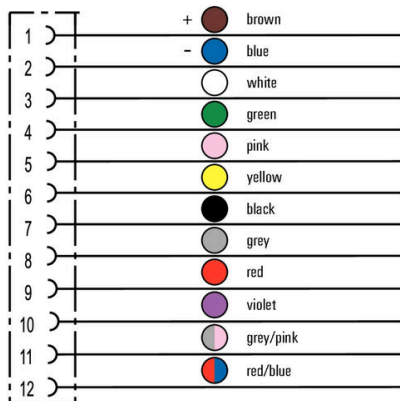 + brown
1
- blue
2
white
3
green
4
pink
5
yellow
6
black
7
grey
8
red
9
violet
10
grey/pink
11
red/blue
12